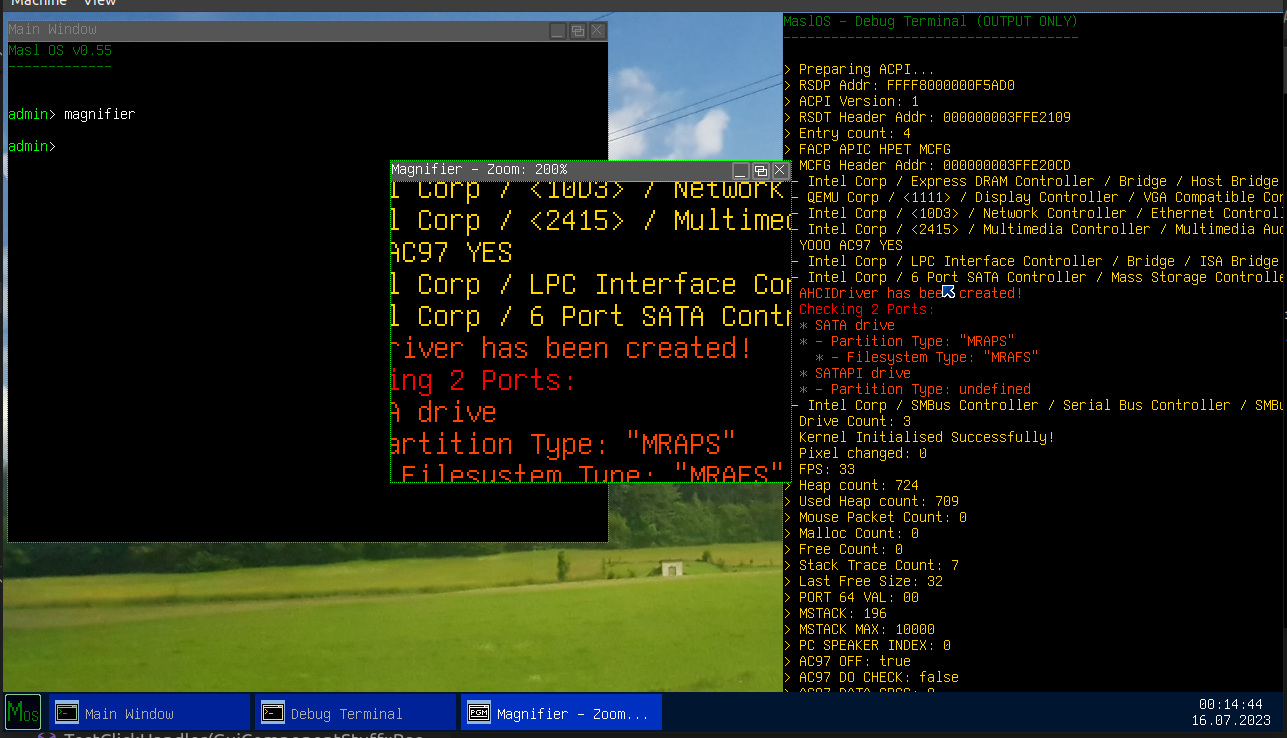 Machine View
Main Window
Masl OS v0.55
-------------
admin> magnifier
admin>
Magnifier - Zoom: 200%
l Corp / <10D3> / Network
l Corp / <2415> / Multimed
AC97 YES
l Corp / LPC Interface Cor
l Corp / 6 Port SATA Contr
river has been created!
ing 2 Ports:
A drive
artition Type: "MRAPS"
Filesystem Type: "MRAFS"
MaslOS - Debug Terminal (OUTPUT ONLY)
-------------------------------------
> Preparing ACPI...
> RSDP Addr: FFFF8000000F5AD0
> ACPI Version: 1
> RSDT Header Addr: 000000003FFE2109
> Entry count: 4
> FACP APIC HPET MCFG
MCFG Header Addr: 000000003FFE20CD
- Intel Corp / Express DRAM Controller / Bridge / Host Bridge
- QEMU Corp / <1111> / Display Controller / VGA Compatible Cor
- Intel Corp / <10D3> / Network Controller / Ethernet Control
- Intel Corp / <2415> / Multimedia Controller / Multimedia Aud
YOOO AC97 YES
- Intel Corp / LPC Interface Controller / Bridge / ISA Bridge
- Intel Corp / 6 Port SATA Controller / Mass Storage Controlle
AHCIDriver has been created!
Checking 2 Ports:
* SATA drive
* - Partition Type: "MRAPS"
* - Filesystem Type: "MRAFS"
* SATAPI drive
* - Partition Type: undefined
- Intel Corp / SMBus Controller / Serial Bus Controller / SMBu
Drive Count: 3
Kernel Initialised Successfully!
Pixel changed: 0
FPS: 33
> Heap count: 724
> Used Heap count: 709
> Mouse Packet Count: 0
> Malloc Count: 0
> Free Count: 0
> Stack Trace Count: 7
> Last Free Size: 32
> PORT 64 VAL: 00
> MSTACK: 196
> MSTACK MAX: 10000
> PC SPEAKER INDEX: 0
> AC97 OFF: true
> AC97 DO CHECK: false
Mos
Main Window
Debug Terminal
PGM
Magnifier - Zoom...
00:14:44
16.07.2023